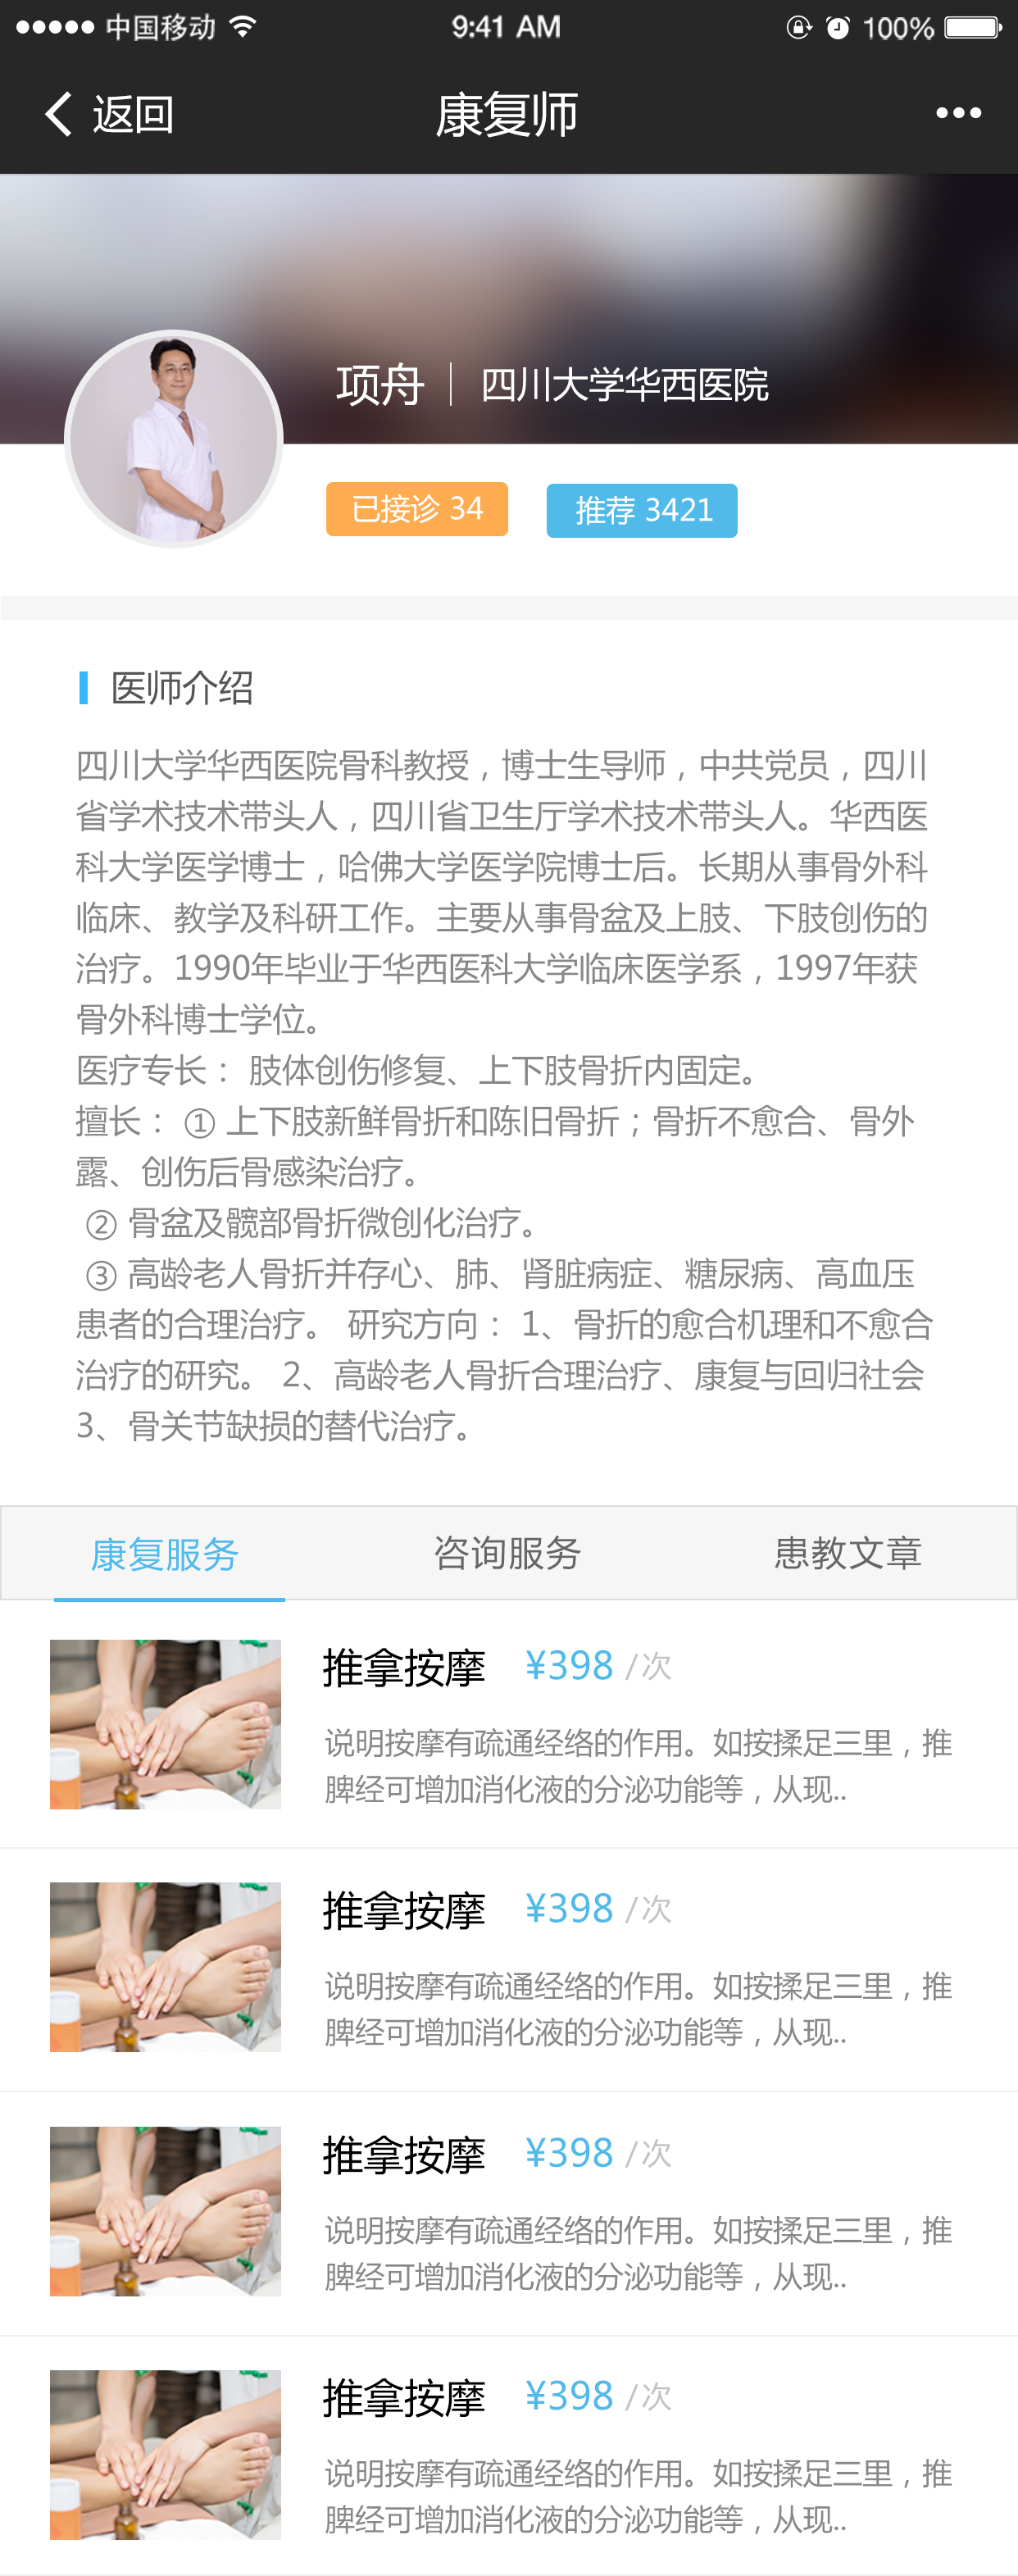 中国移动 9:41 AM 100%
返回 康复师
项舟 四川大学华西医院
已接诊 34 推荐 3421
医师介绍
四川大学华西医院骨科教授，博士生导师，中共党员，四川
省学术技术带头人，四川省卫生厅学术技术带头人。华西医
科大学医学博士，哈佛大学医学院博士后。长期从事骨外科
临床、教学及科研工作。主要从事骨盆及上肢、下肢创伤的
治疗。1990年毕业于华西医科大学临床医学系，1997年获
骨外科博士学位。
医疗专长： 肢体创伤修复、上下肢骨折内固定。
擅长： ① 上下肢新鲜骨折和陈旧骨折；骨折不愈合、骨外
露、创伤后骨感染治疗。
② 骨盆及髋部骨折微创化治疗。
③ 高龄老人骨折并存心、肺、肾脏病症、糖尿病、高血压
患者的合理治疗。 研究方向： 1、骨折的愈合机理和不愈合
治疗的研究。 2、高龄老人骨折合理治疗、康复与回归社会
3、骨关节缺损的替代治疗。
康复服务 咨询服务 患教文章
推拿按摩 ¥398 /次
说明按摩有疏通经络的作用。如按揉足三里，推
脾经可增加消化液的分泌功能等，从现..
推拿按摩 ¥398 /次
说明按摩有疏通经络的作用。如按揉足三里，推
脾经可增加消化液的分泌功能等，从现..
推拿按摩 ¥398 /次
说明按摩有疏通经络的作用。如按揉足三里，推
脾经可增加消化液的分泌功能等，从现..
推拿按摩 ¥398 /次
说明按摩有疏通经络的作用。如按揉足三里，推
脾经可增加消化液的分泌功能等，从现..